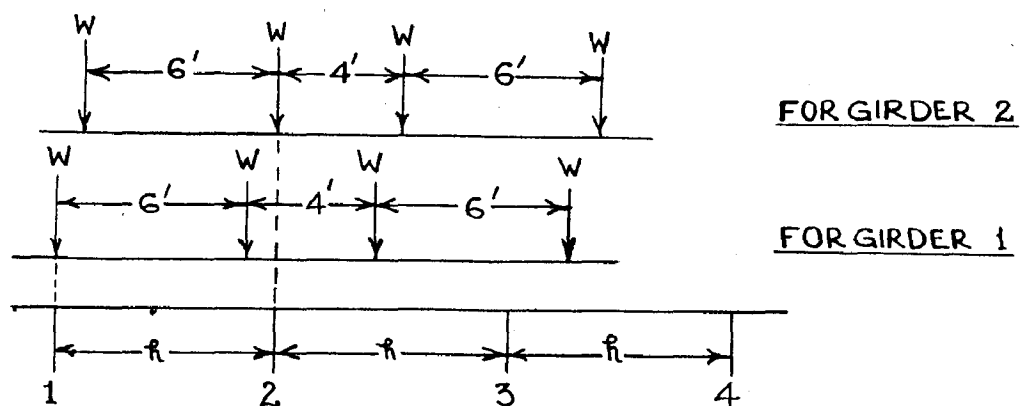 W W W W
6' 4' 6'
FOR GIRDER 2
W W W W
6' 4' 6'
FOR GIRDER 1
h h h
1 2 3 4